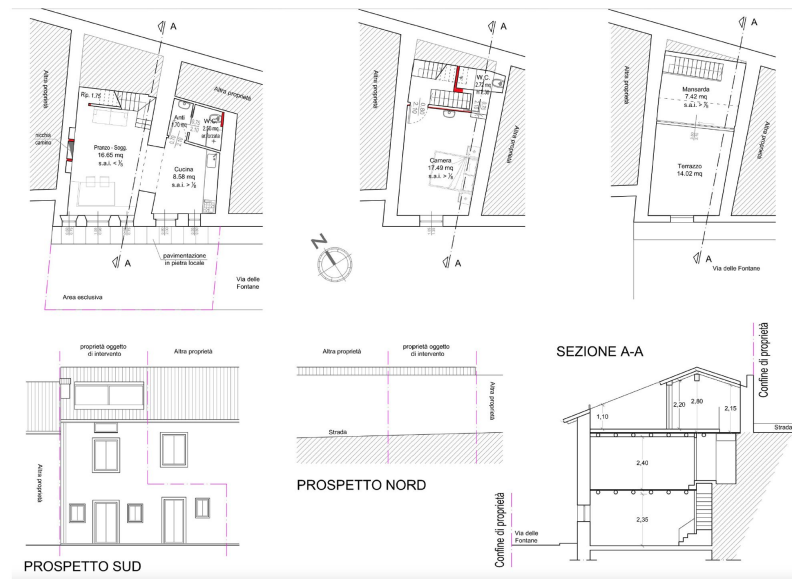 A
Altra proprietà
Altra proprietà
Rip. 1.75
nicchia
camino
Pranzo - Sogg.
16.65 mq
s.a.i. < ⅛
Anti
W.C.
Cucina
8.58 mq
s.a.i. > ⅛
A
pavimentazione
in pietra locale
Via delle
Fontane
Area esclusiva
A
Altra proprietà
W.C.
2.72 mq
Altra proprietà
Camera
17.49 mq
s.a.i. > ⅛
A
N
A
Altra proprietà
Mansarda
7.42 mq
s.a.i. > ⅛
Altra proprietà
Terrazzo
14.02 mq
A
Via delle Fontane
proprietà oggetto
di intervento
Altra proprietà
Altra proprietà
PROSPETTO SUD
Altra proprietà
proprietà oggetto
di intervento
Altra proprietà
Strada
PROSPETTO NORD
SEZIONE A-A
Confine di proprietà
1,10
2,20
2,80
2,15
Strada
2,40
2,35
Confine di proprietà
Via delle
Fontane